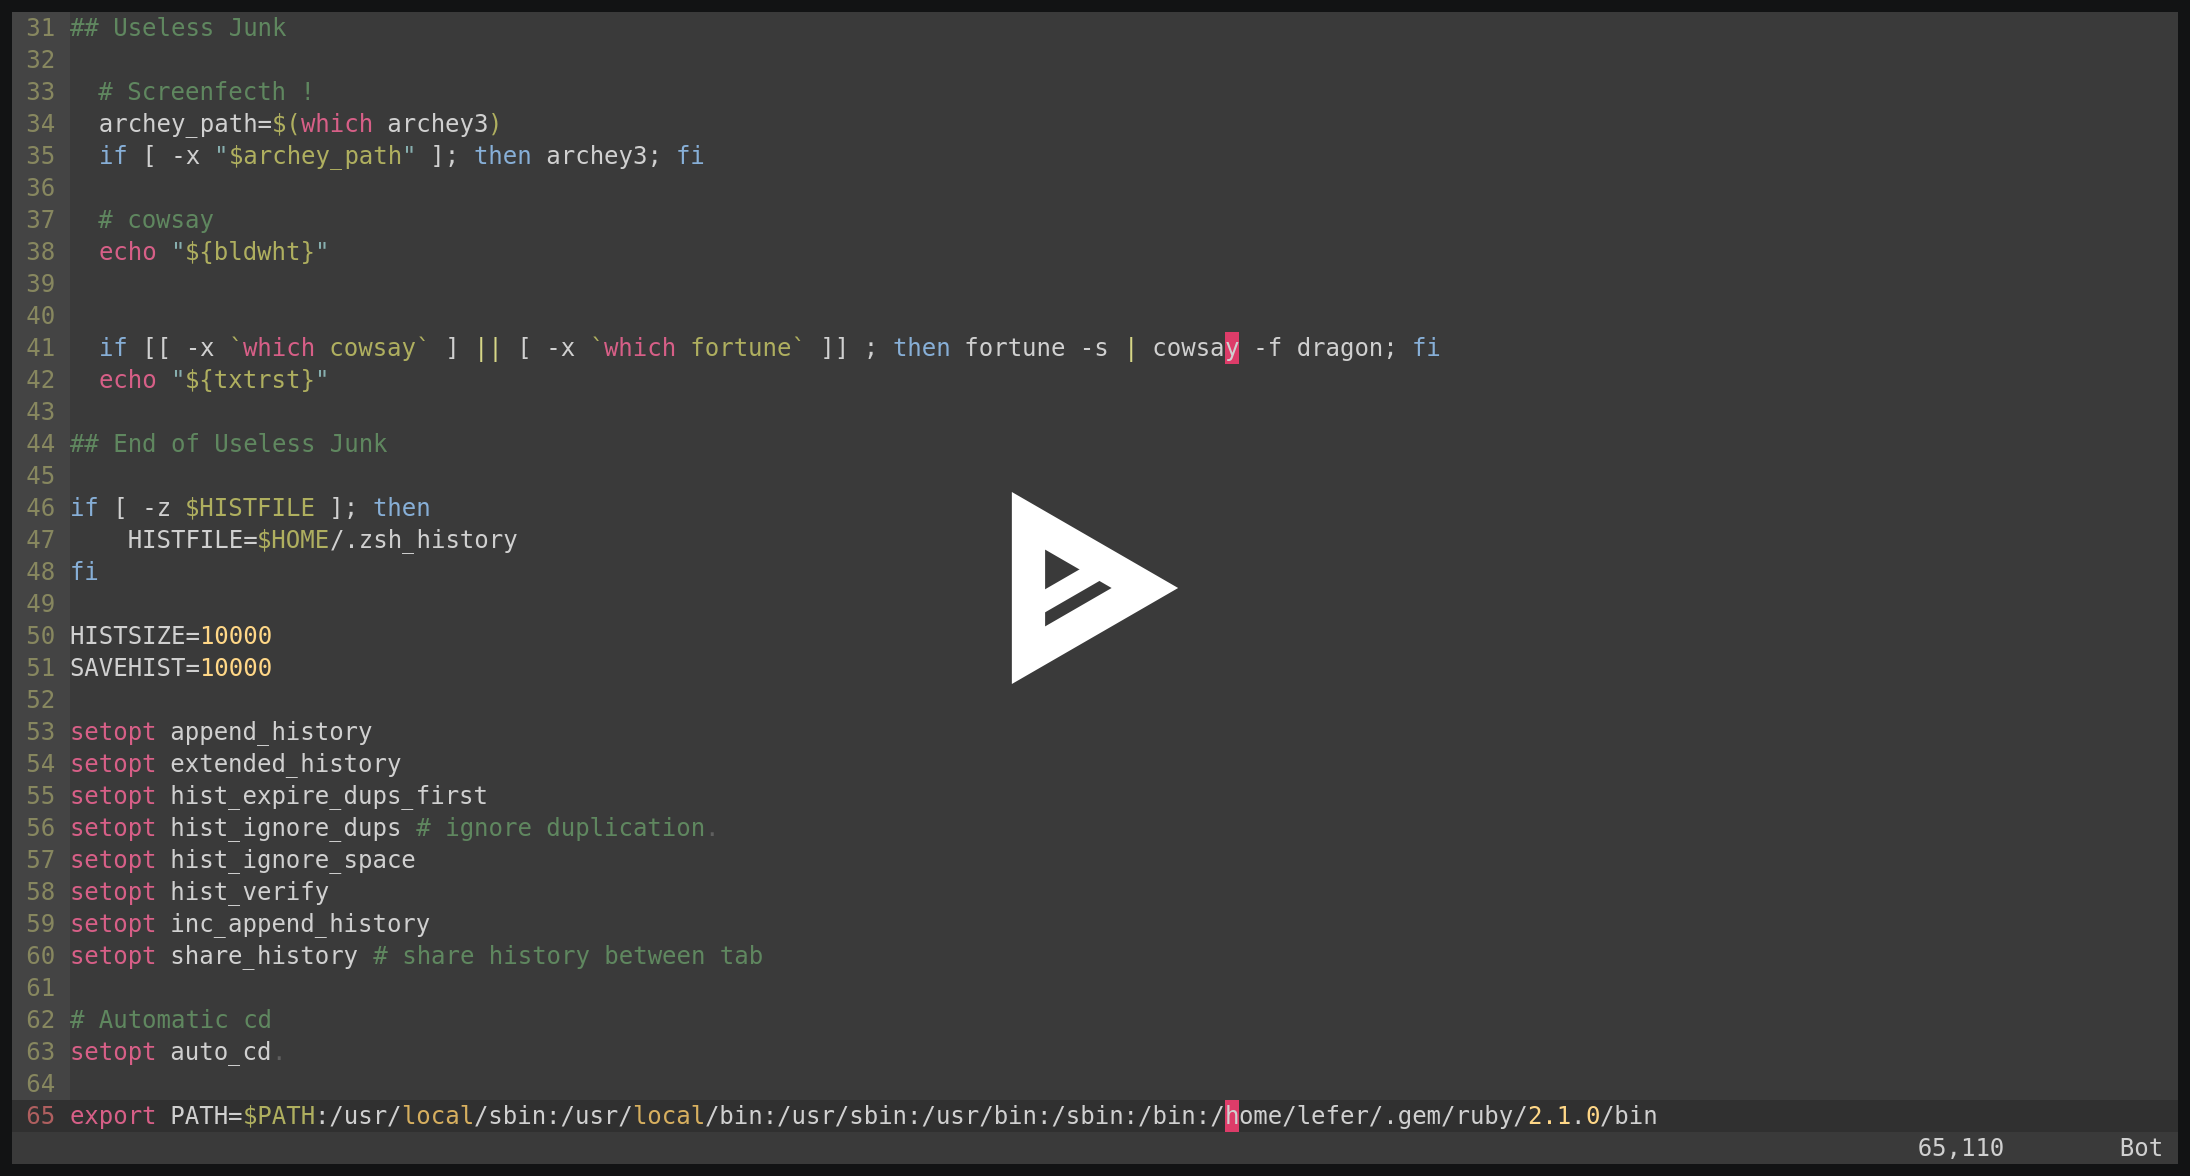 31 ## Useless Junk
32
33   # Screenfecth !
34   archey_path=$(which archey3)
35   if [ -x "$archey_path" ]; then archey3; fi
36
37   # cowsay
38   echo "${bldwht}"
39
40
41   if [[ -x `which cowsay` ] || [ -x `which fortune` ]] ; then fortune -s | cowsay -f dragon; fi
42   echo "${txtrst}"
43
44 ## End of Useless Junk
45
46 if [ -z $HISTFILE ]; then
47     HISTFILE=$HOME/.zsh_history
48 fi
49
50 HISTSIZE=10000
51 SAVEHIST=10000
52
53 setopt append_history
54 setopt extended_history
55 setopt hist_expire_dups_first
56 setopt hist_ignore_dups # ignore duplication.
57 setopt hist_ignore_space
58 setopt hist_verify
59 setopt inc_append_history
60 setopt share_history # share history between tab
61
62 # Automatic cd
63 setopt auto_cd.
64
65 export PATH=$PATH:/usr/local/sbin:/usr/local/bin:/usr/sbin:/usr/bin:/sbin:/bin:/home/lefer/.gem/ruby/2.1.0/bin
65,110        Bot